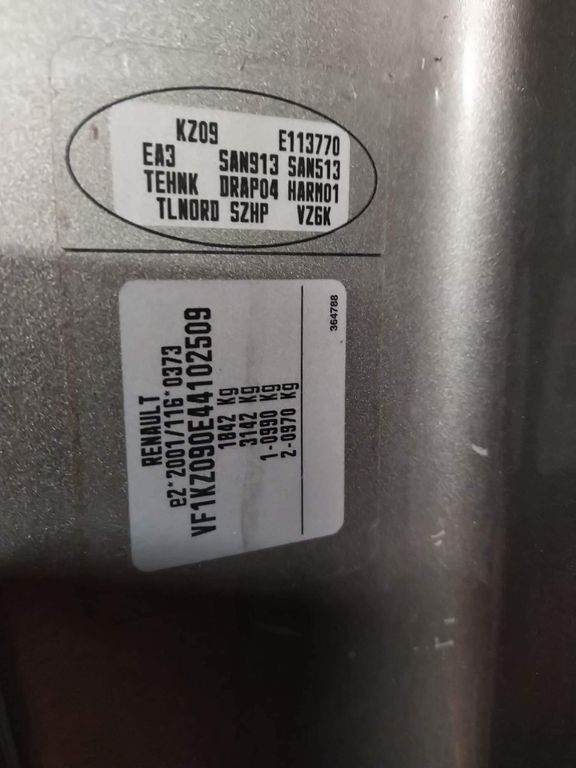 KZ09 E113770
EA3 SAN913 SAN513
TEHNK DRAP04 HARM01
TLNORD SZHP VZGK
RENAULT
e2*2001/116*0373
VF1KZ090E44102509
1842 Kg
3142 Kg
1-0990 Kg
2-0970 Kg
364788